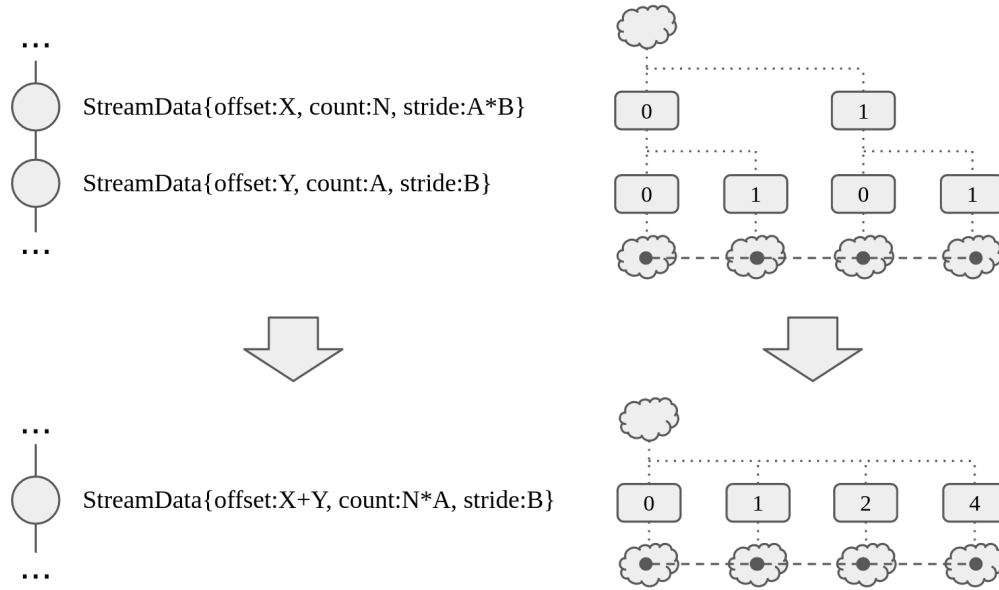 ...
StreamData{offset:X, count:N, stride:A*B}
StreamData{offset:Y, count:A, stride:B}
...
0 1
0 1 0 1
...
StreamData{offset:X+Y, count:N*A, stride:B}
...
0 1 2 4